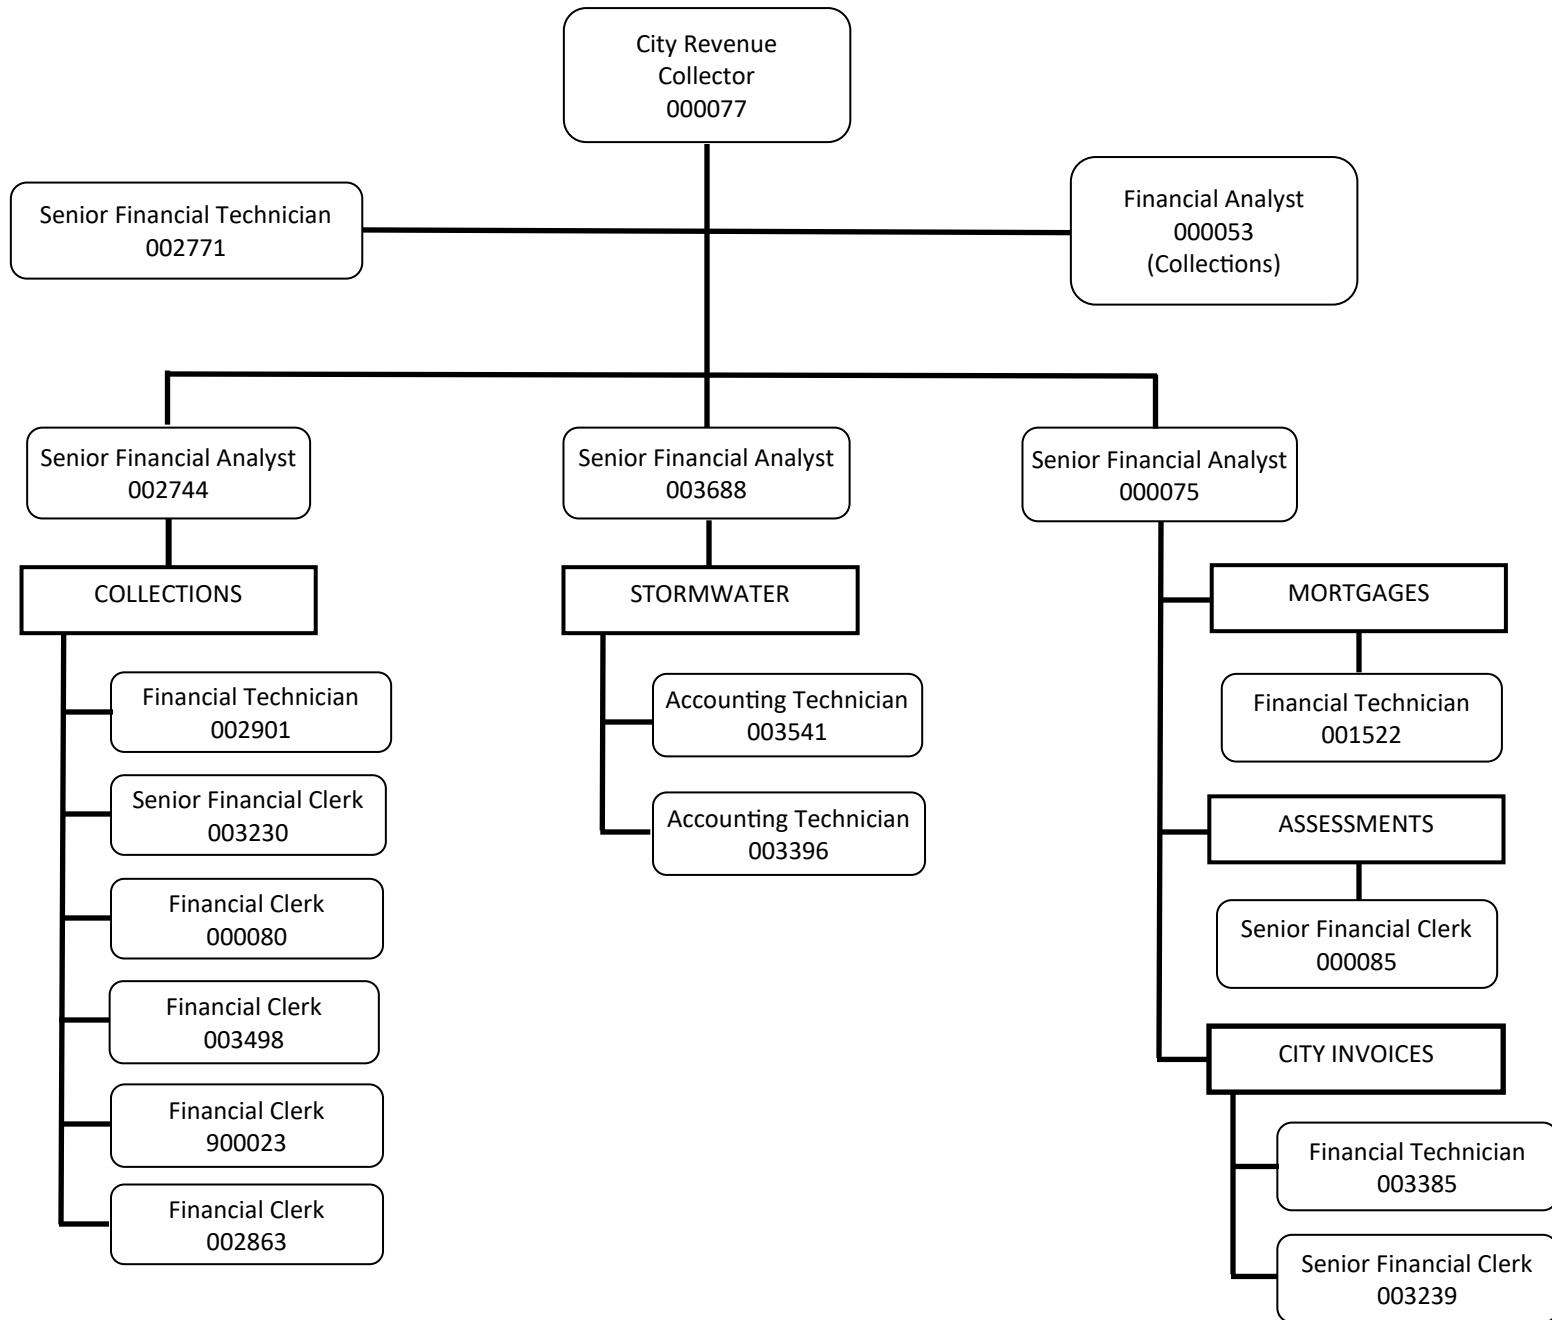 City Revenue
Collector
000077
Senior Financial Technician
002771
Financial Analyst
000053
(Collections)
Senior Financial Analyst
002744
Senior Financial Analyst
003688
Senior Financial Analyst
000075
COLLECTIONS
Financial Technician
002901
Senior Financial Clerk
003230
Financial Clerk
000080
Financial Clerk
003498
Financial Clerk
900023
Financial Clerk
002863
STORMWATER
Accounting Technician
003541
Accounting Technician
003396
MORTGAGES
Financial Technician
001522
ASSESSMENTS
Senior Financial Clerk
000085
CITY INVOICES
Financial Technician
003385
Senior Financial Clerk
003239